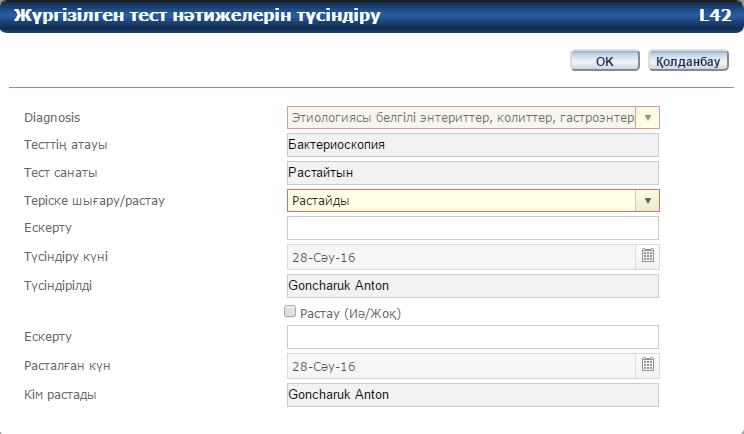 Жүргізілген тест нәтижелерін түсіндіру L42
OK Қолданбау
Diagnosis Этиологиясы белгілі энтериттер, колиттер, гастроэнтер
Тесттің атауы Бактериоскопия
Тест санаты Растайтын
Теріске шығару/растау Растайды
Ескерту
Түсіндіру күні 28-Сәу-16
Түсіндірілді Goncharuk Anton
Растау (Иә/Жоқ)
Ескерту
Расталған күн 28-Сәу-16
Кім растады Goncharuk Anton